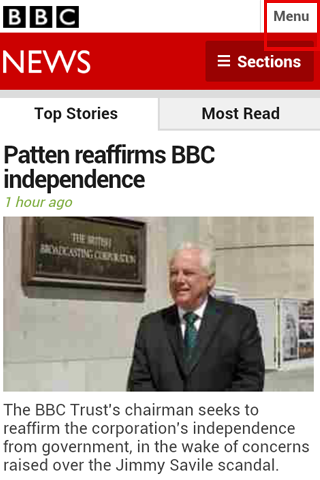 BBC
Menu
NEWS
Sections
Top Stories
Most Read
Patten reaffirms BBC
independence
1 hour ago
THE BRITISH
BROADCASTING CORPORATION
The BBC Trust's chairman seeks to
reaffirm the corporation's independence
from government, in the wake of concerns
raised over the Jimmy Savile scandal.